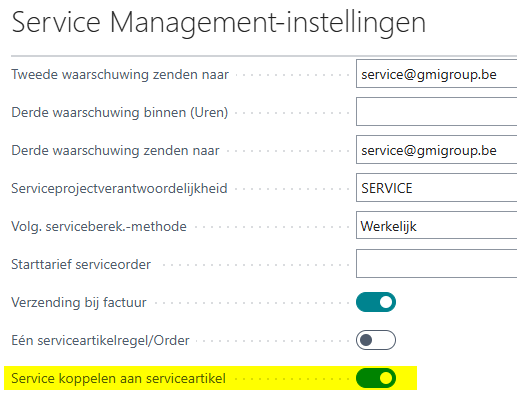 Service Management-instellingen
Tweede waarschuwing zenden naar service@gmigroup.be
Derde waarschuwing binnen (Uren)
Derde waarschuwing zenden naar service@gmigroup.be
Serviceprojectverantwoordelijkheid SERVICE
Volg. serviceberek.-methode Werkelijk
Starttarief serviceorder
Verzending bij factuur
Eén serviceartikelregel/Order
Service koppelen aan serviceartikel